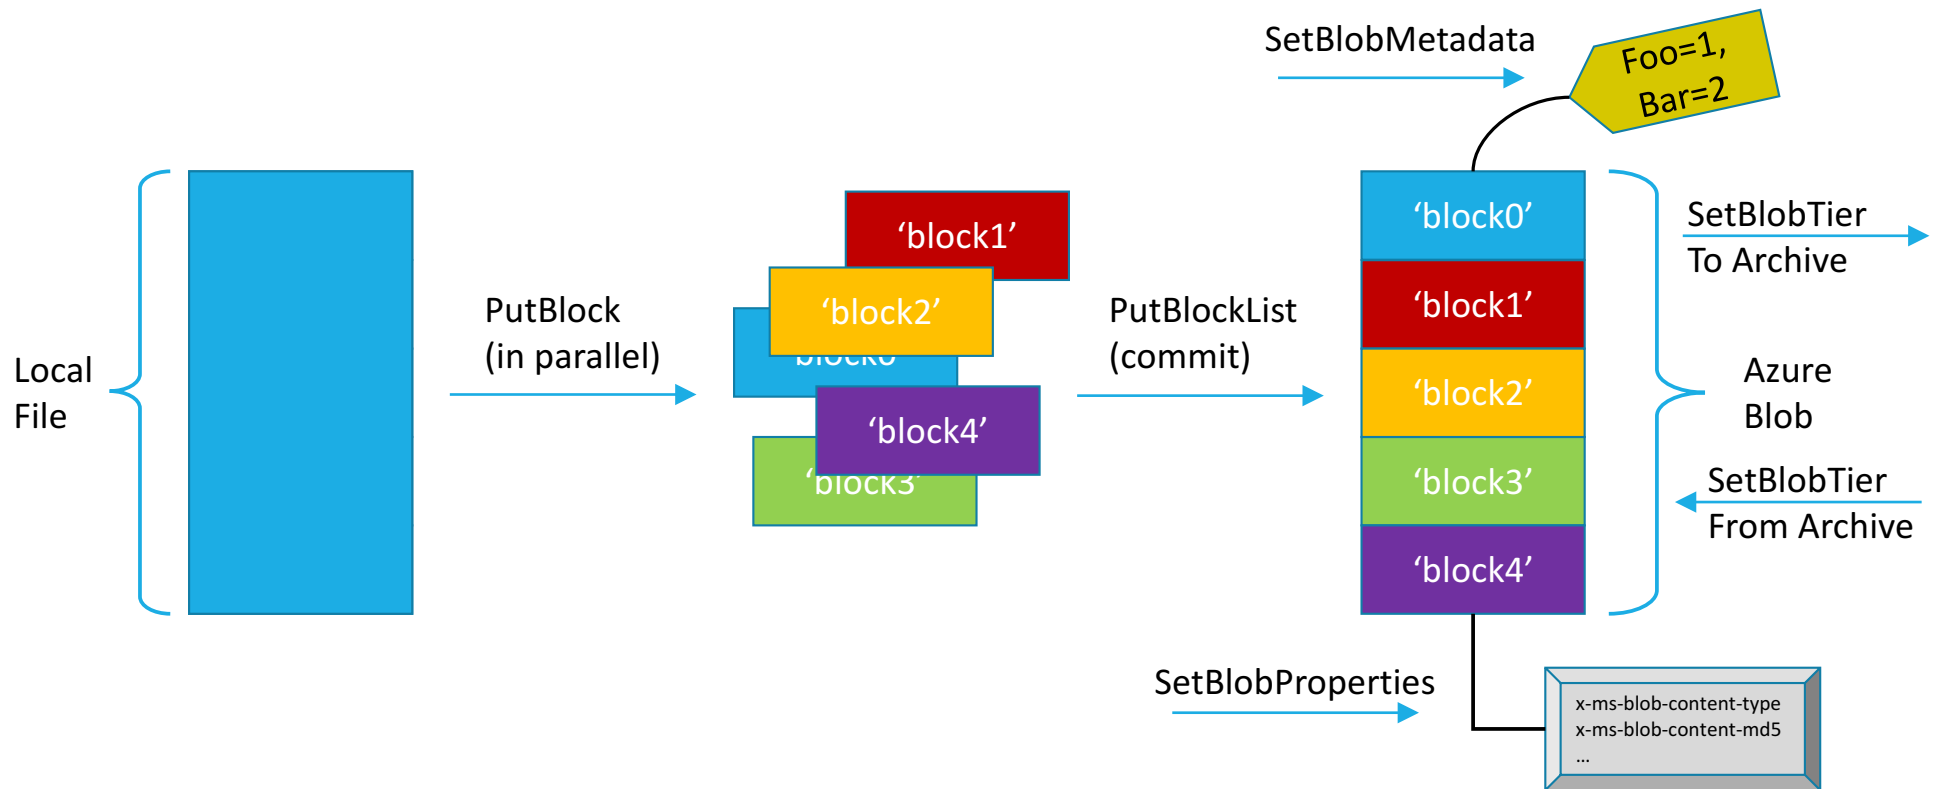 Local
File
PutBlock
(in parallel)
‘block1’
‘block2’
‘block4’
‘block3’
PutBlockList
(commit)
SetBlobMetadata
Foo=1,
Bar=2
‘block0’
‘block1’
‘block2’
‘block3’
‘block4’
SetBlobTier
To Archive
Azure
Blob
SetBlobTier
From Archive
SetBlobProperties
x-ms-blob-content-type
x-ms-blob-content-md5
...